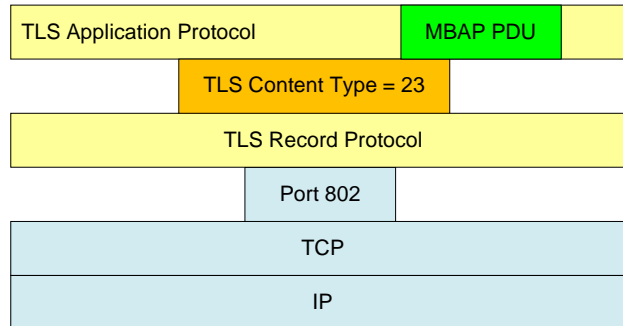 TLS Application Protocol MBAP PDU
TLS Content Type = 23
TLS Record Protocol
Port 802
TCP
IP